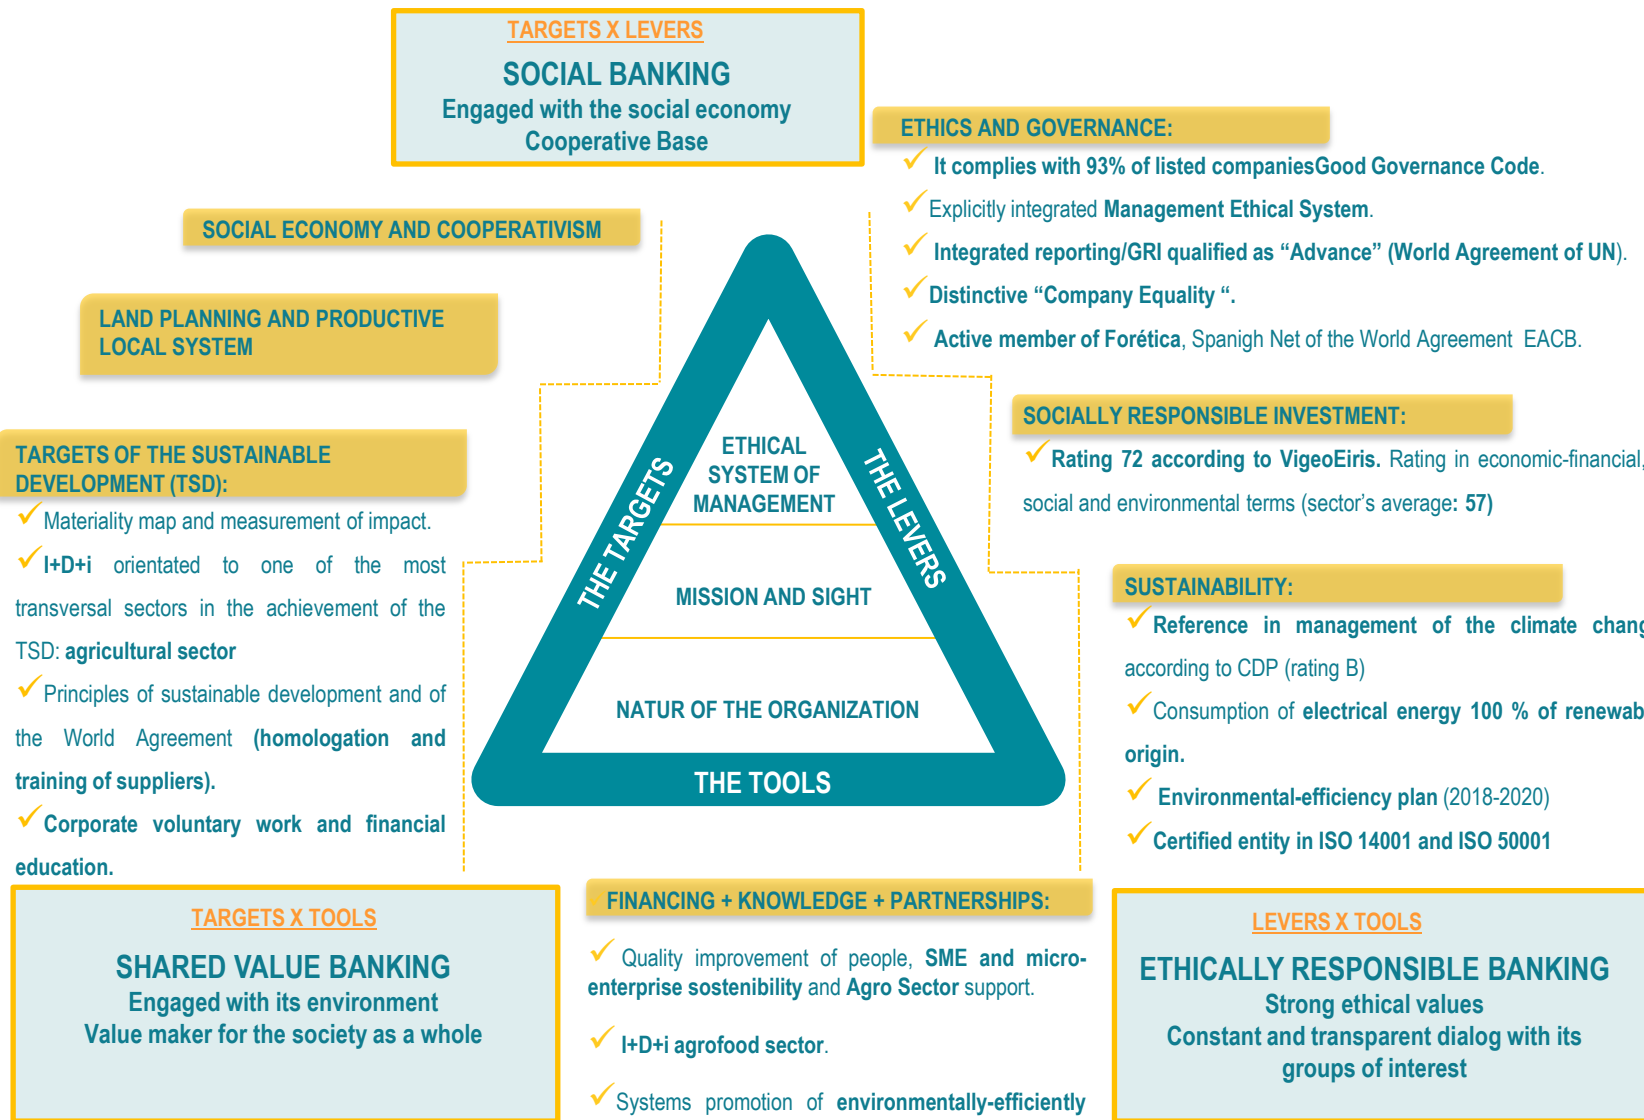 TARGETS X LEVERS
SOCIAL BANKING
Engaged with the social economy
Cooperative Base
ETHICS AND GOVERNANCE:
✓ It complies with 93% of listed companiesGood Governance Code.
✓ Explicitly integrated Management Ethical System.
✓ Integrated reporting/GRI qualified as “Advance” (World Agreement of UN).
✓ Distinctive “Company Equality “.
✓ Active member of Forética, Spanigh Net of the World Agreement EACB.
SOCIAL ECONOMY AND COOPERATIVISM
LAND PLANNING AND PRODUCTIVE
LOCAL SYSTEM
TARGETS OF THE SUSTAINABLE
DEVELOPMENT (TSD):
✓ Materiality map and measurement of impact.
✓ I+D+i orientated to one of the most
transversal sectors in the achievement of the
TSD: agricultural sector
✓ Principles of sustainable development and of
the World Agreement (homologation and
training of suppliers).
✓ Corporate voluntary work and financial
education.
THE TARGETS
ETHICAL
SYSTEM OF
MANAGEMENT
THE LEVERS
MISSION AND SIGHT
NATUR OF THE ORGANIZATION
THE TOOLS
SOCIALLY RESPONSIBLE INVESTMENT:
✓ Rating 72 according to VigeoEiris. Rating in economic-financial,
social and environmental terms (sector’s average: 57)
SUSTAINABILITY:
✓ Reference in management of the climate chang
according to CDP (rating B)
✓ Consumption of electrical energy 100 % of renewab
origin.
✓ Environmental-efficiency plan (2018-2020)
✓ Certified entity in ISO 14001 and ISO 50001
TARGETS X TOOLS
SHARED VALUE BANKING
Engaged with its environment
Value maker for the society as a whole
FINANCING + KNOWLEDGE + PARTNERSHIPS:
✓ Quality improvement of people, SME and micro-
enterprise sostenibility and Agro Sector support.
✓ I+D+i agrofood sector.
✓ Systems promotion of environmentally-efficiently
LEVERS X TOOLS
ETHICALLY RESPONSIBLE BANKING
Strong ethical values
Constant and transparent dialog with its
groups of interest